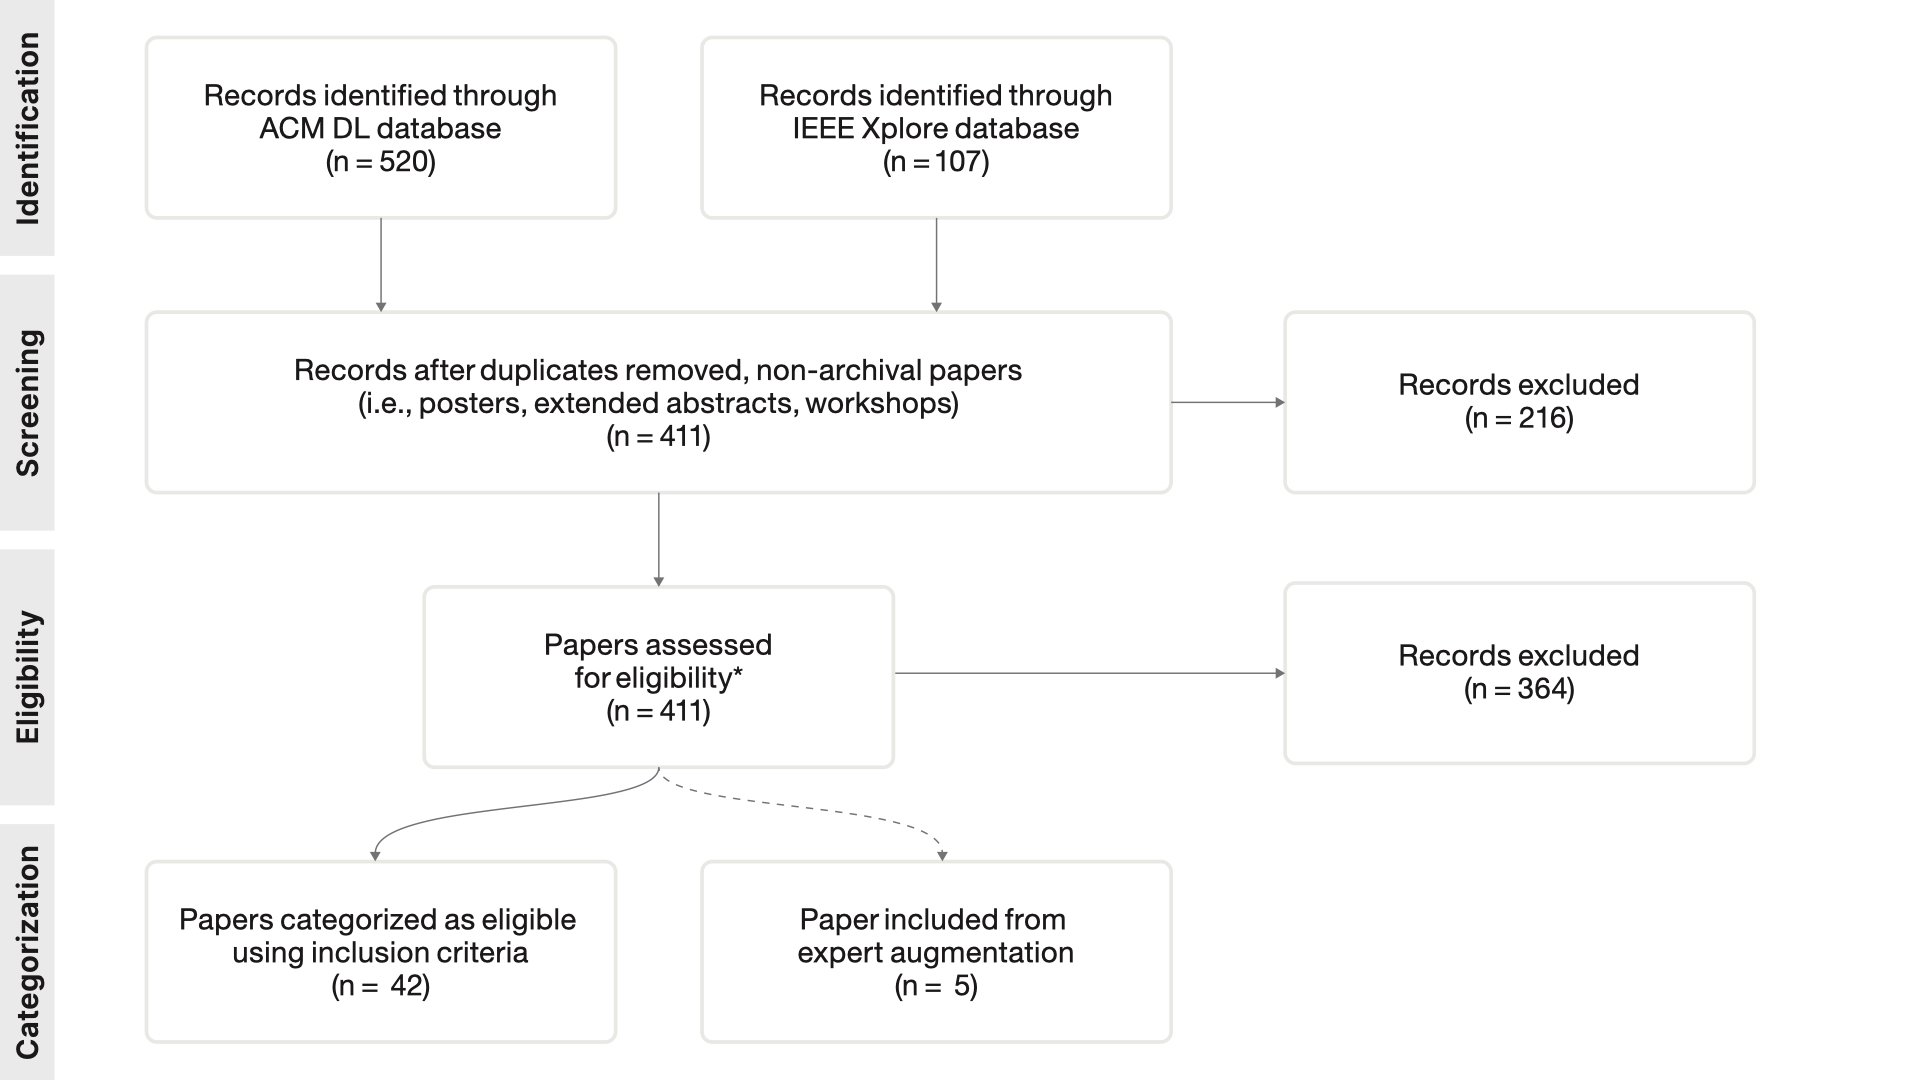 Identification
Records identified through
ACM DL database
(n = 520)
Records identified through
IEEE Xplore database
(n = 107)
Screening
Records after duplicates removed, non-archival papers
(i.e., posters, extended abstracts, workshops)
(n = 411)
Records excluded
(n = 216)
Eligibility
Papers assessed
for eligibility*
(n = 411)
Records excluded
(n = 364)
Categorization
Papers categorized as eligible
using inclusion criteria
(n = 42)
Paper included from
expert augmentation
(n = 5)